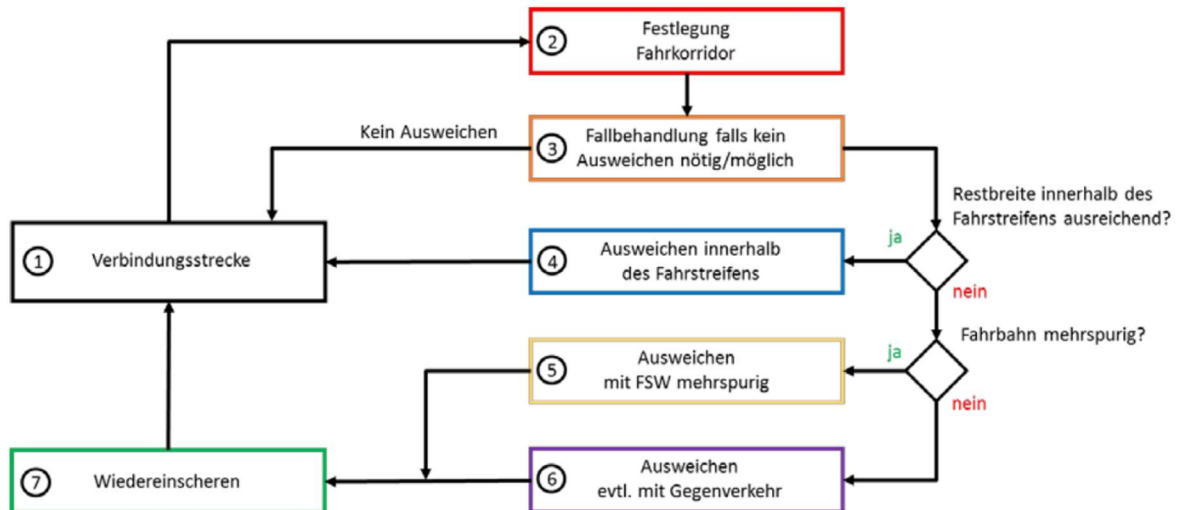 2
Festlegung
Fahrkorridor
Kein Ausweichen
3
Fallbehandlung falls kein
Ausweichen nötig/möglich
Restbreite innerhalb des
Fahrstreifens ausreichend?
1
Verbindungsstrecke
4
Ausweichen innerhalb
des Fahrstreifens
ja
nein
Fahrbahn mehrspurig?
5
Ausweichen
mit FSW mehrspurig
ja
nein
7
Wiedereinscheren
6
Ausweichen
evtl. mit Gegenverkehr